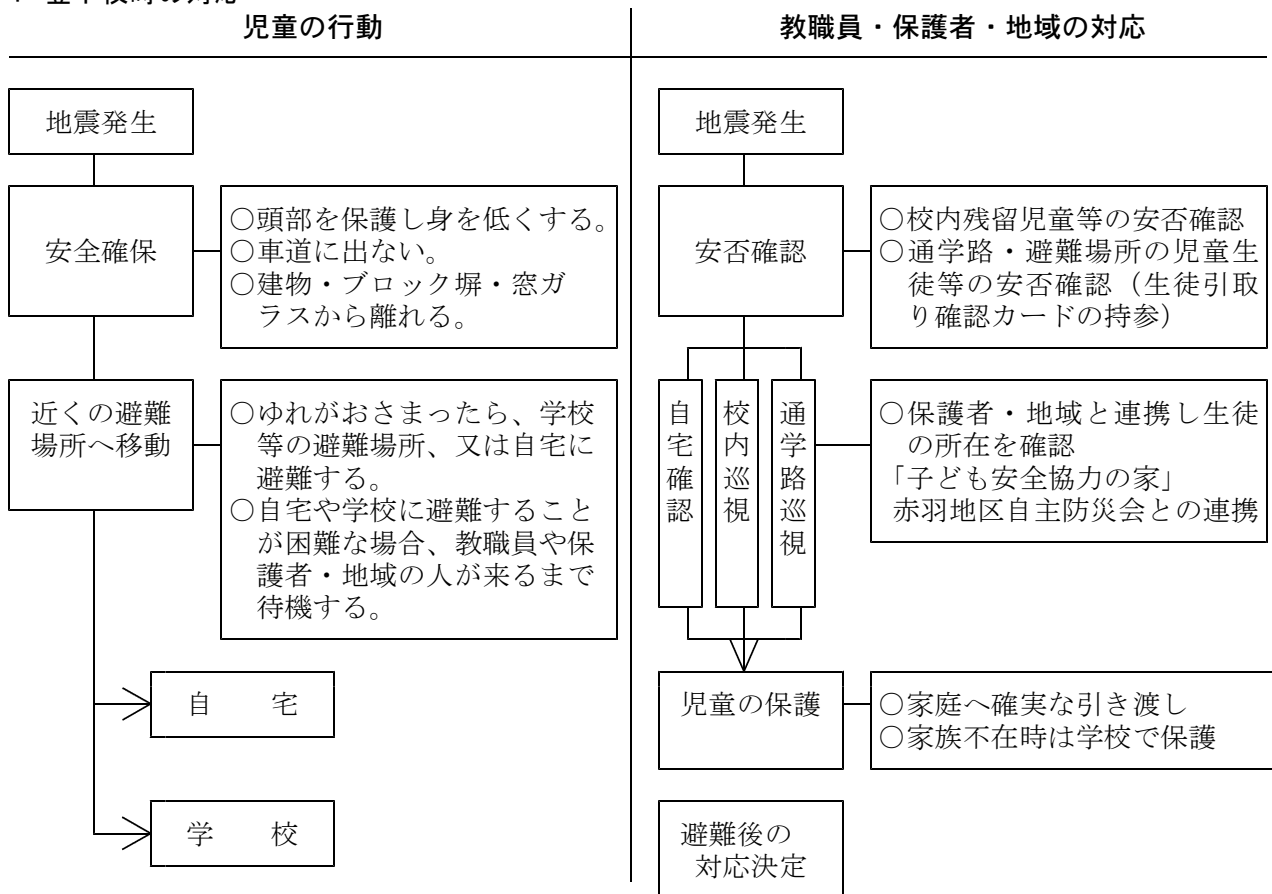 児童の行動
教職員・保護者・地域の対応
地震発生
安全確保
○頭部を保護し身を低くする。
○車道に出ない。
○建物・ブロック塀・窓ガ
ラスから離れる。
近くの避難
場所へ移動
○ゆれがおさまったら、学校
等の避難場所、又は自宅に
避難する。
○自宅や学校に避難すること
が困難な場合、教職員や保
護者・地域の人が来るまで
待機する。
自 宅
学 校
地震発生
安否確認
○校内残留児童等の安否確認
○通学路・避難場所の児童生
徒等の安否確認（生徒引取
り確認カードの持参）
自宅確認
校内巡視
通学路巡視
○保護者・地域と連携し生徒
の所在を確認
「子ども安全協力の家」
赤羽地区自主防災会との連携
児童の保護
○家庭へ確実な引き渡し
○家族不在時は学校で保護
避難後の
対応決定